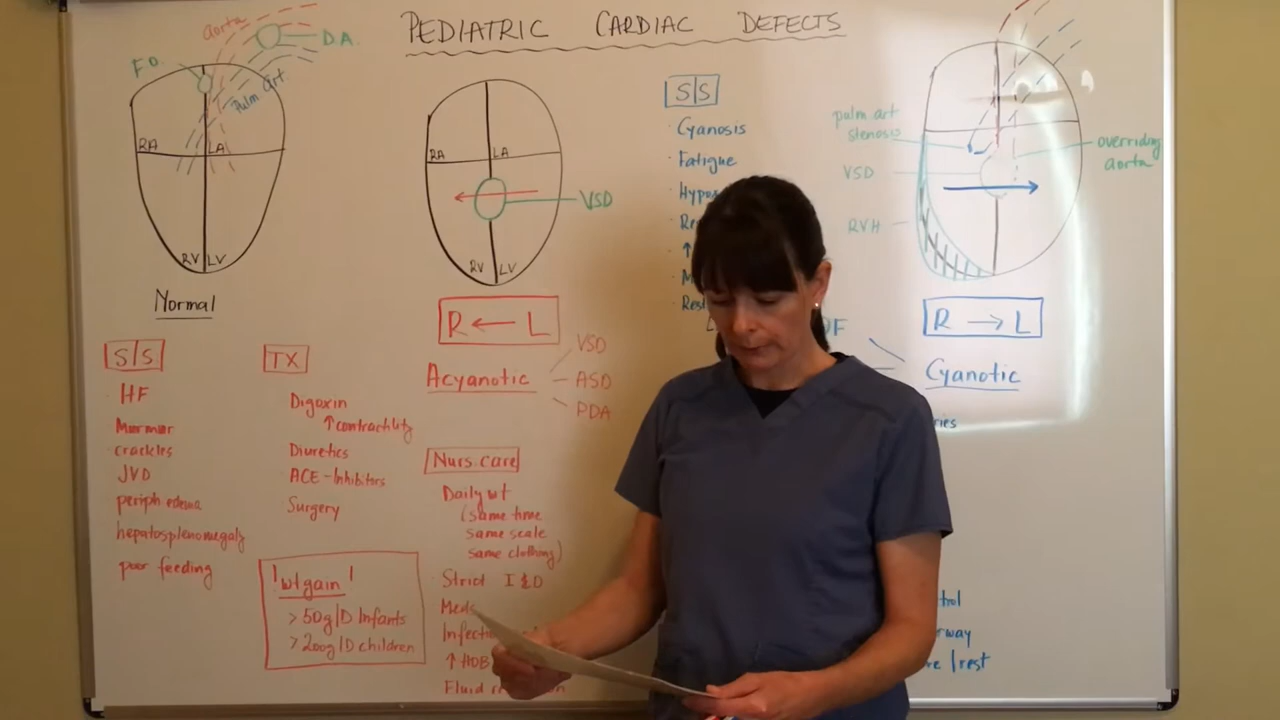 PEDIATRIC CARDIAC DEFECTS
aorta
D.A.
F.O.
Pulm art
RA
LA
RV LV
Normal
S/S
HF
Murmur
crackles
JVD
periph edema
hepatosplenomegaly
poor feeding
TX
Digoxin
↑contractility
Diuretics
ACE-Inhibitors
Surgery
! wt gain !
>50g/D Infants
>200g/D children
RA
LA
VSD
RV LV
R ← L
Acyanotic
VSD
ASD
PDA
Nurs. care
Daily wt
(same time
same scale
same clothing)
Strict I & O
Meds
↑ HOB
S/S
Cyanosis
Fatigue
pulm art
stenosis
VSD
RVH
overriding
aorta
R → L
Cyanotic
/rest